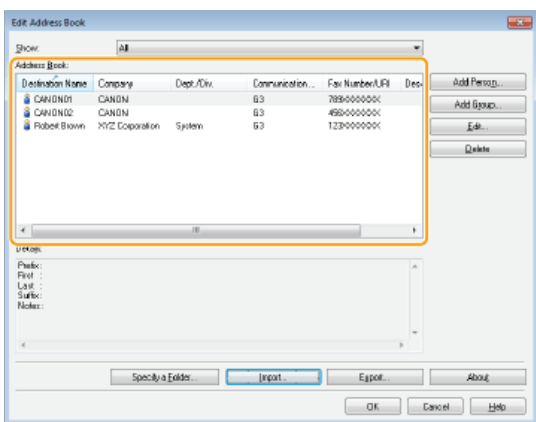 Edit Address Book
Show: All
Address Book:
Destination Name Company Dept./Div. Communication... Fax Number/URI Des
CANON01 CANON G3 789XXXXXXX
CANON02 CANON G3 456XXXXXXX
Robert Brown XYZ Corporation System G3 123XXXXXXX
Add Person...
Add Group...
Edit...
Delete
Details:
Prefix:
First :
Last :
Suffix:
Notes:
Specify a Folder... Import... Export... About
OK Cancel Help